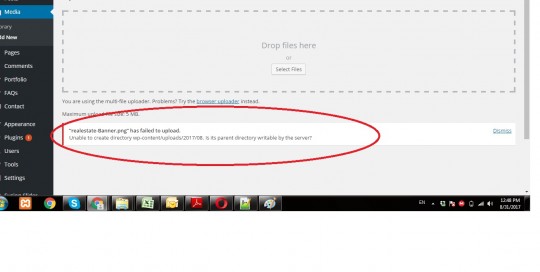 Media
brary
dd New
Pages
Comments
Portfolio
FAQs
Contact
Appearance
Plugins 1
Users
Tools
Settings
Drop files here
or
Select Files
You are using the multi-file uploader. Problems? Try the browser uploader instead.
Maximum upload file size: 5 MB.
"realestate-Banner.png" has failed to upload.
Dismiss
Unable to create directory wp-content/uploads/2017/08. Is its parent directory writable by the server?
EN
12:48 PM
8/31/2017